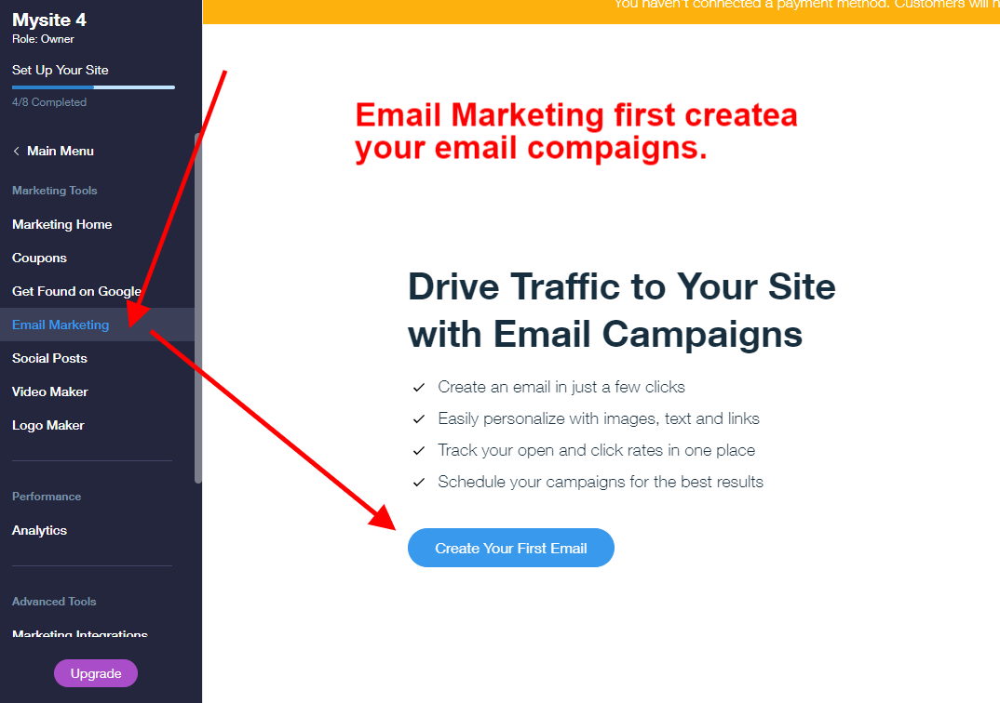 Mysite 4
Role: Owner
Set Up Your Site
4/8 Completed
Main Menu
Marketing Tools
Marketing Home
Coupons
Get Found on Google
Email Marketing
Social Posts
Video Maker
Logo Maker
Performance
Analytics
Advanced Tools
Marketing Integrations
Upgrade
You haven't connected a payment method. Customers will
Email Marketing first createa
your email compaigns.
Drive Traffic to Your Site
with Email Campaigns
Create an email in just a few clicks
Easily personalize with images, text and links
Track your open and click rates in one place
Schedule your campaigns for the best results
Create Your First Email